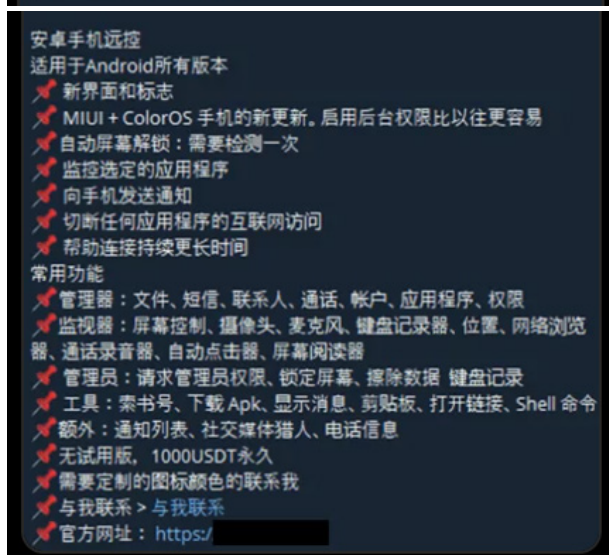 安卓手机远控
适用于Android所有版本
📌 新界面和标志
📌 MIUI + ColorOS 手机的新更新。启用后台权限比以往更容易
📌自动屏幕解锁：需要检测一次
📌 监控选定的应用程序
📌 向手机发送通知
📌 切断任何应用程序的互联网访问
📌 帮助连接持续更长时间
常用功能
📌管理器：文件、短信、联系人、通话、帐户、应用程序、权限
📌监视器：屏幕控制、摄像头、麦克风、键盘记录器、位置、网络浏览
器、通话录音器、自动点击器、屏幕阅读器
📌 管理员：请求管理员权限、锁定屏幕、擦除数据 键盘记录
📌 工具：索书号、下载 Apk、显示消息、剪贴板、打开链接、Shell 命令
📌额外：通知列表、社交媒体猎人、电话信息
📌无试用版，1000USDT永久
📌需要定制的图标颜色的联系我
📌与我联系 > 与我联系
📌官方网址： https:/